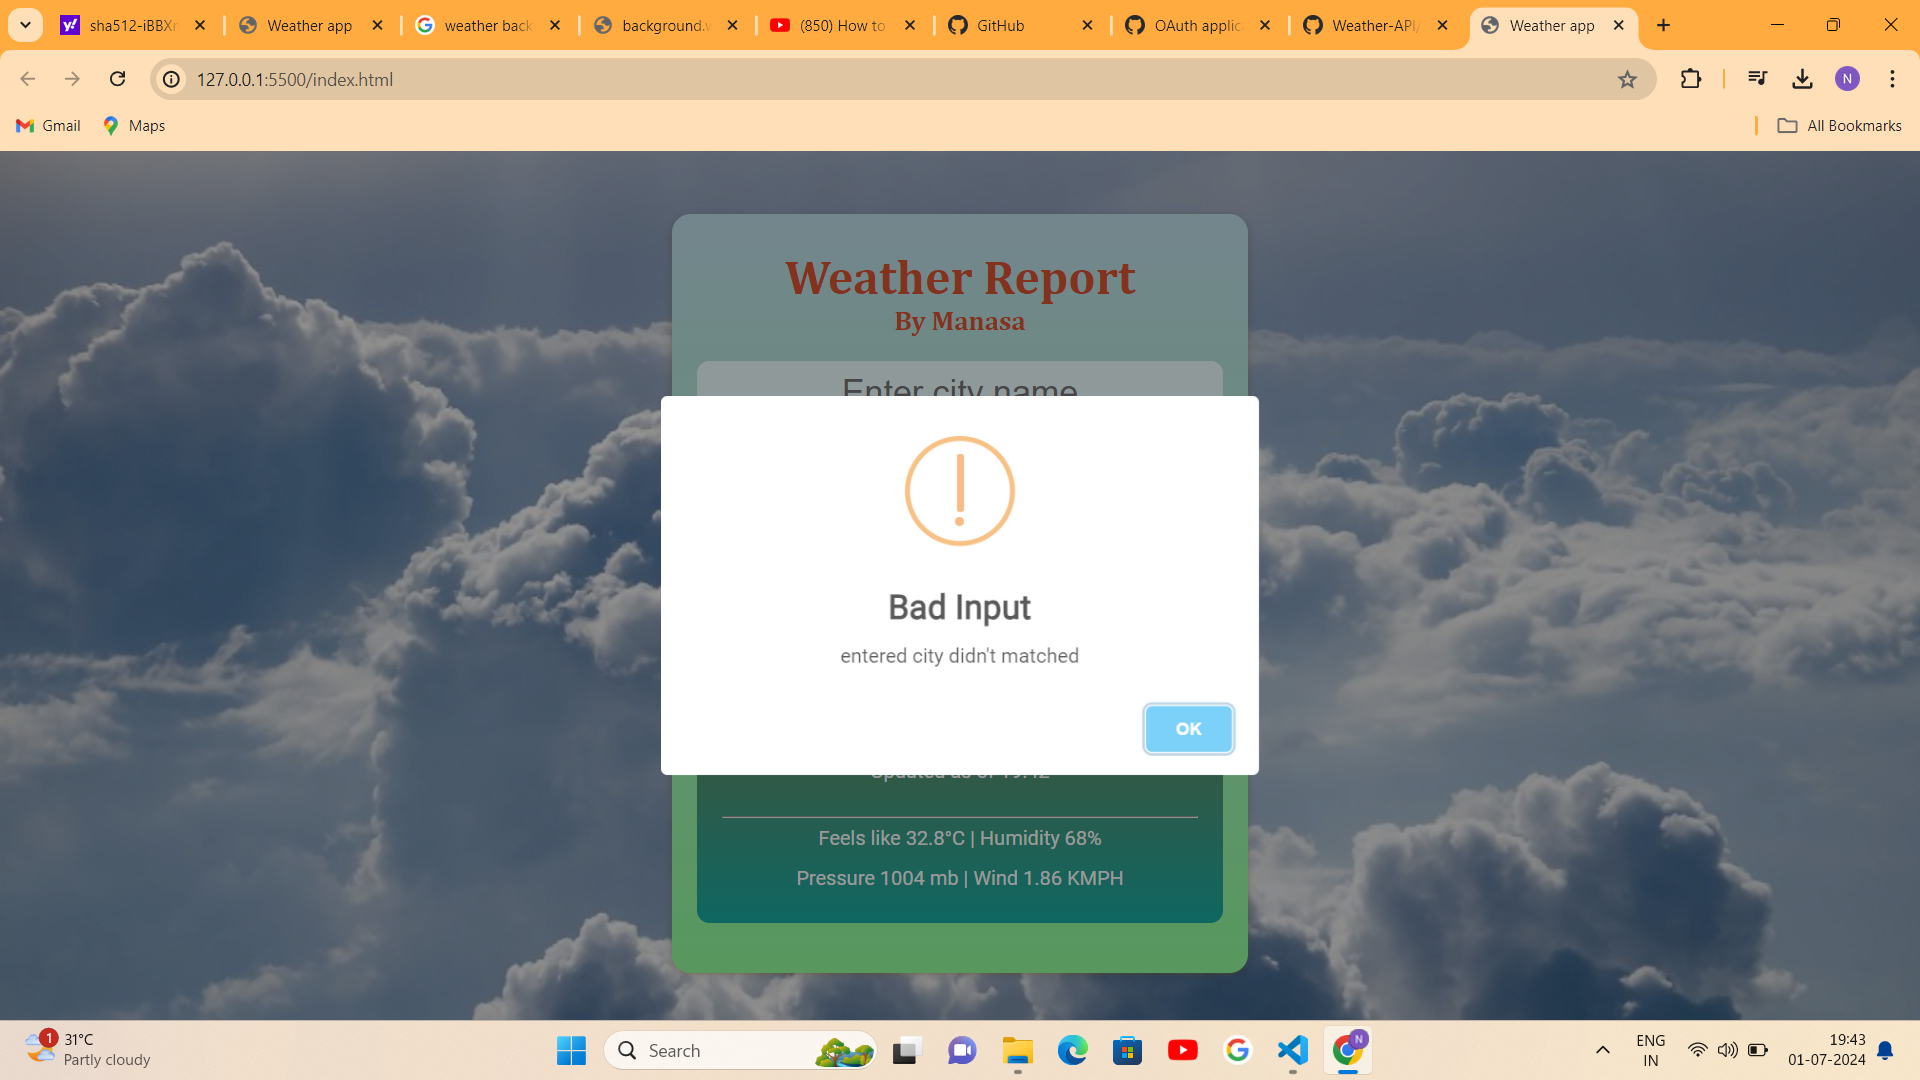 sha512-iBBXr
Weather app
weather back
background.w
(850) How to
GitHub
OAuth applic
Weather-API/
Weather app
127.0.0.1:5500/index.html
N
Gmail
Maps
All Bookmarks
Weather Report
By Manasa
Enter city name
Bad Input
entered city didn't matched
OK
Updated as of 19:42
Feels like 32.8°C | Humidity 68%
Pressure 1004 mb | Wind 1.86 KMPH
1
31°C
Partly cloudy
Search
N
ENG
IN
19:43
01-07-2024